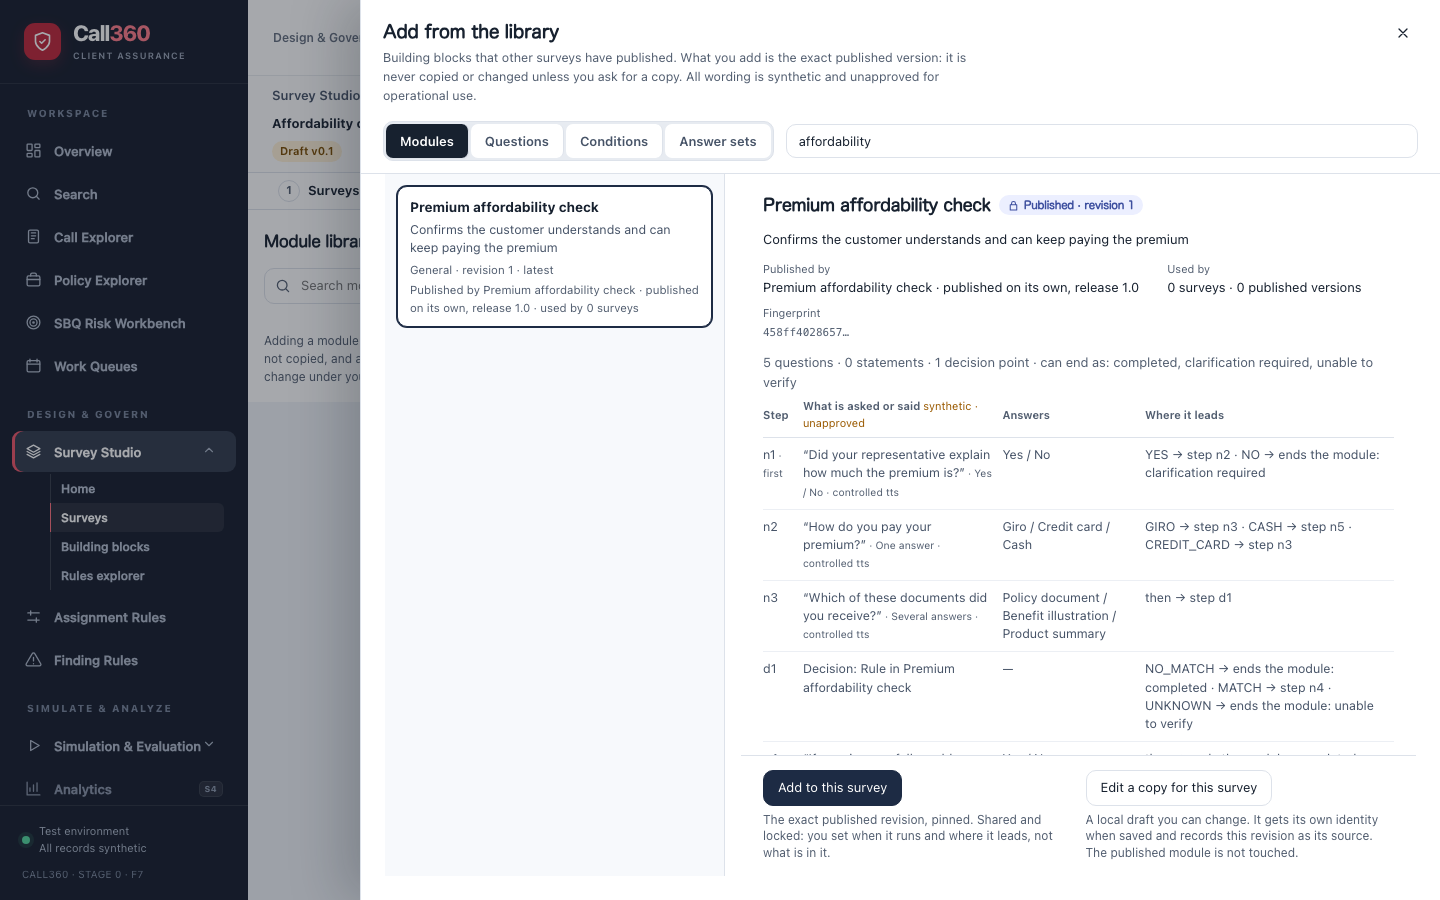 Call360
CLIENT ASSURANCE
WORKSPACE
Overview
Search
Call Explorer
Policy Explorer
SBQ Risk Workbench
Work Queues
DESIGN & GOVERN
Survey Studio
Home
Surveys
Building blocks
Rules explorer
Assignment Rules
Finding Rules
SIMULATE & ANALYZE
Simulation & Evaluation
Analytics
S4
Test environment
All records synthetic
CALL360 · STAGE 0 · F7
Design & Gover
Survey Studio
Affordability c
Draft v0.1
1 Surveys
Module librar
Search mo
Adding a module
not copied, and a
change under you
Add from the library
Building blocks that other surveys have published. What you add is the exact published version: it is
never copied or changed unless you ask for a copy. All wording is synthetic and unapproved for
operational use.
Modules
Questions
Conditions
Answer sets
affordability
Premium affordability check
Confirms the customer understands and can
keep paying the premium
General · revision 1 · latest
Published by Premium affordability check · published
on its own, release 1.0 · used by 0 surveys
Premium affordability check
Published · revision 1
Confirms the customer understands and can keep paying the premium
Published by
Premium affordability check · published on its own, release 1.0
Used by
0 surveys · 0 published versions
Fingerprint
458ff4028657…
5 questions · 0 statements · 1 decision point · can end as: completed, clarification required, unable to
verify
Step
What is asked or said synthetic ·
unapproved
Answers
Where it leads
n1 ·
first
“Did your representative explain
how much the premium is?” · Yes
/ No · controlled tts
Yes / No
YES → step n2 · NO → ends the module:
clarification required
n2
“How do you pay your
premium?” · One answer ·
controlled tts
Giro / Credit card /
Cash
GIRO → step n3 · CASH → step n5 ·
CREDIT_CARD → step n3
n3
“Which of these documents did
you receive?” · Several answers ·
controlled tts
Policy document /
Benefit illustration /
Product summary
then → step d1
d1
Decision: Rule in Premium
affordability check
—
NO_MATCH → ends the module:
completed · MATCH → step n4 ·
UNKNOWN → ends the module: unable
to verify
Add to this survey
The exact published revision, pinned. Shared and
locked: you set when it runs and where it leads, not
what is in it.
Edit a copy for this survey
A local draft you can change. It gets its own identity
when saved and records this revision as its source.
The published module is not touched.